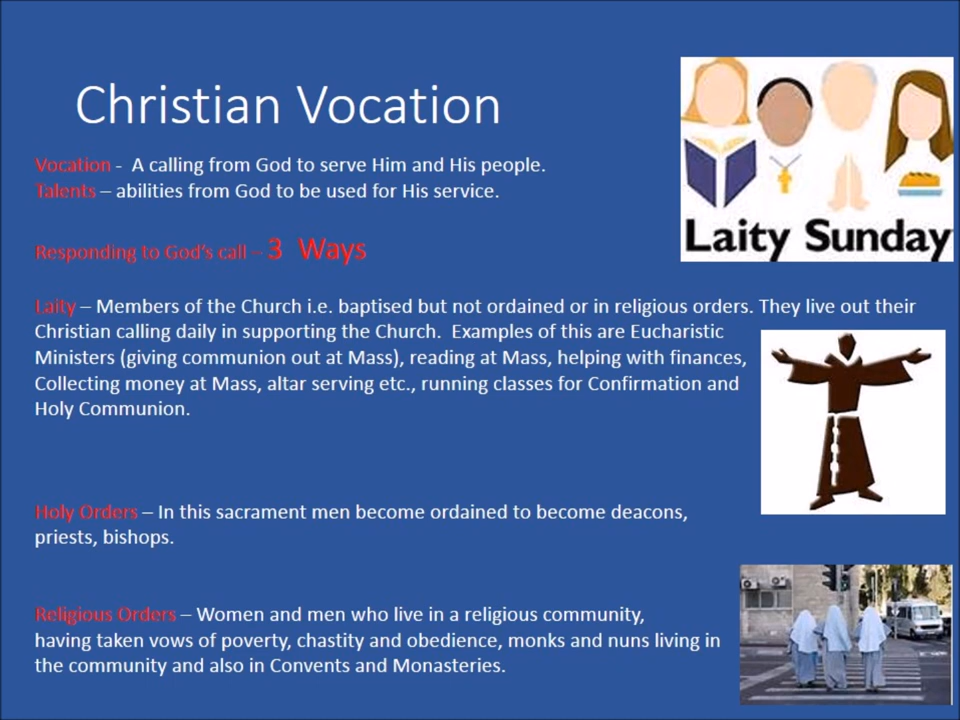 Christian Vocation
Vocation - A calling from God to serve Him and His people.
Talents – abilities from God to be used for His service.
Responding to God's call – 3 Ways
Laity – Members of the Church i.e. baptised but not ordained or in religious orders. They live out their
Christian calling daily in supporting the Church. Examples of this are Eucharistic
Ministers (giving communion out at Mass), reading at Mass, helping with finances,
Collecting money at Mass, altar serving etc., running classes for Confirmation and
Holy Communion.
Holy Orders – In this sacrament men become ordained to become deacons,
priests, bishops.
Religious Orders – Women and men who live in a religious community,
having taken vows of poverty, chastity and obedience, monks and nuns living in
the community and also in Convents and Monasteries.
Laity Sunday